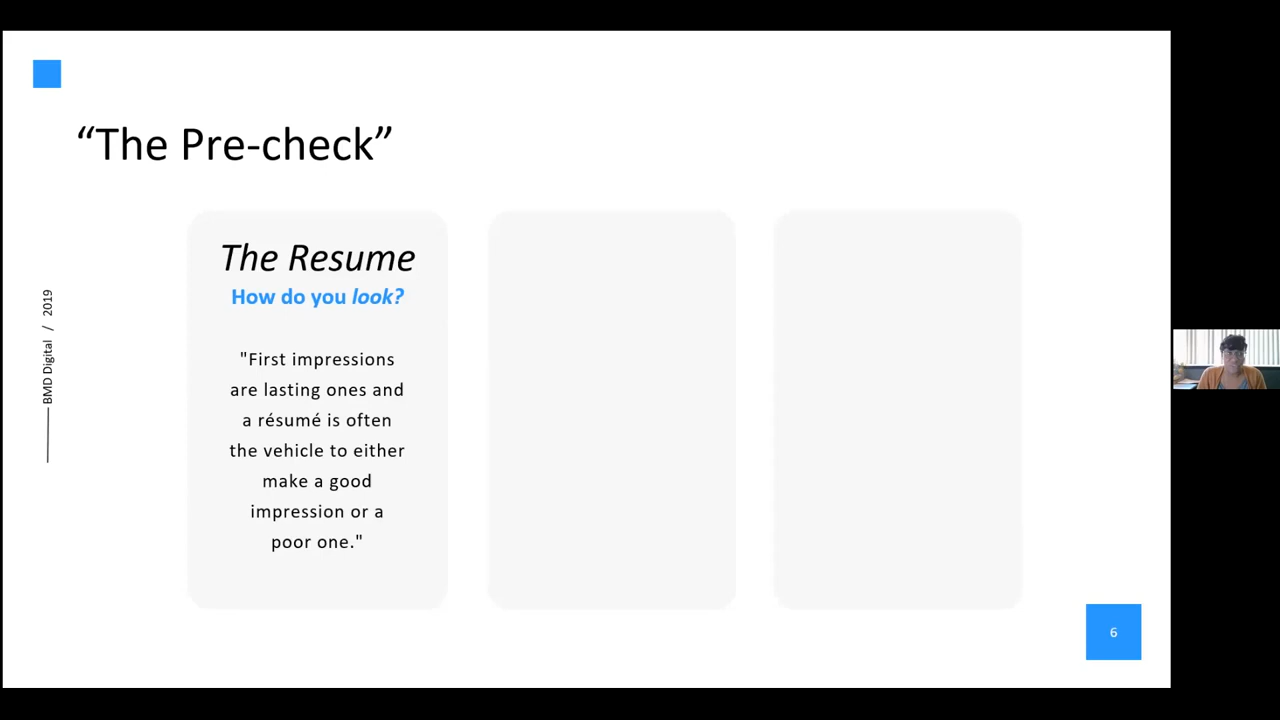 “The Pre-check”
The Resume
How do you look?
"First impressions
are lasting ones and
a résumé is often
the vehicle to either
make a good
impression or a
poor one."
BMD Digital / 2019
6